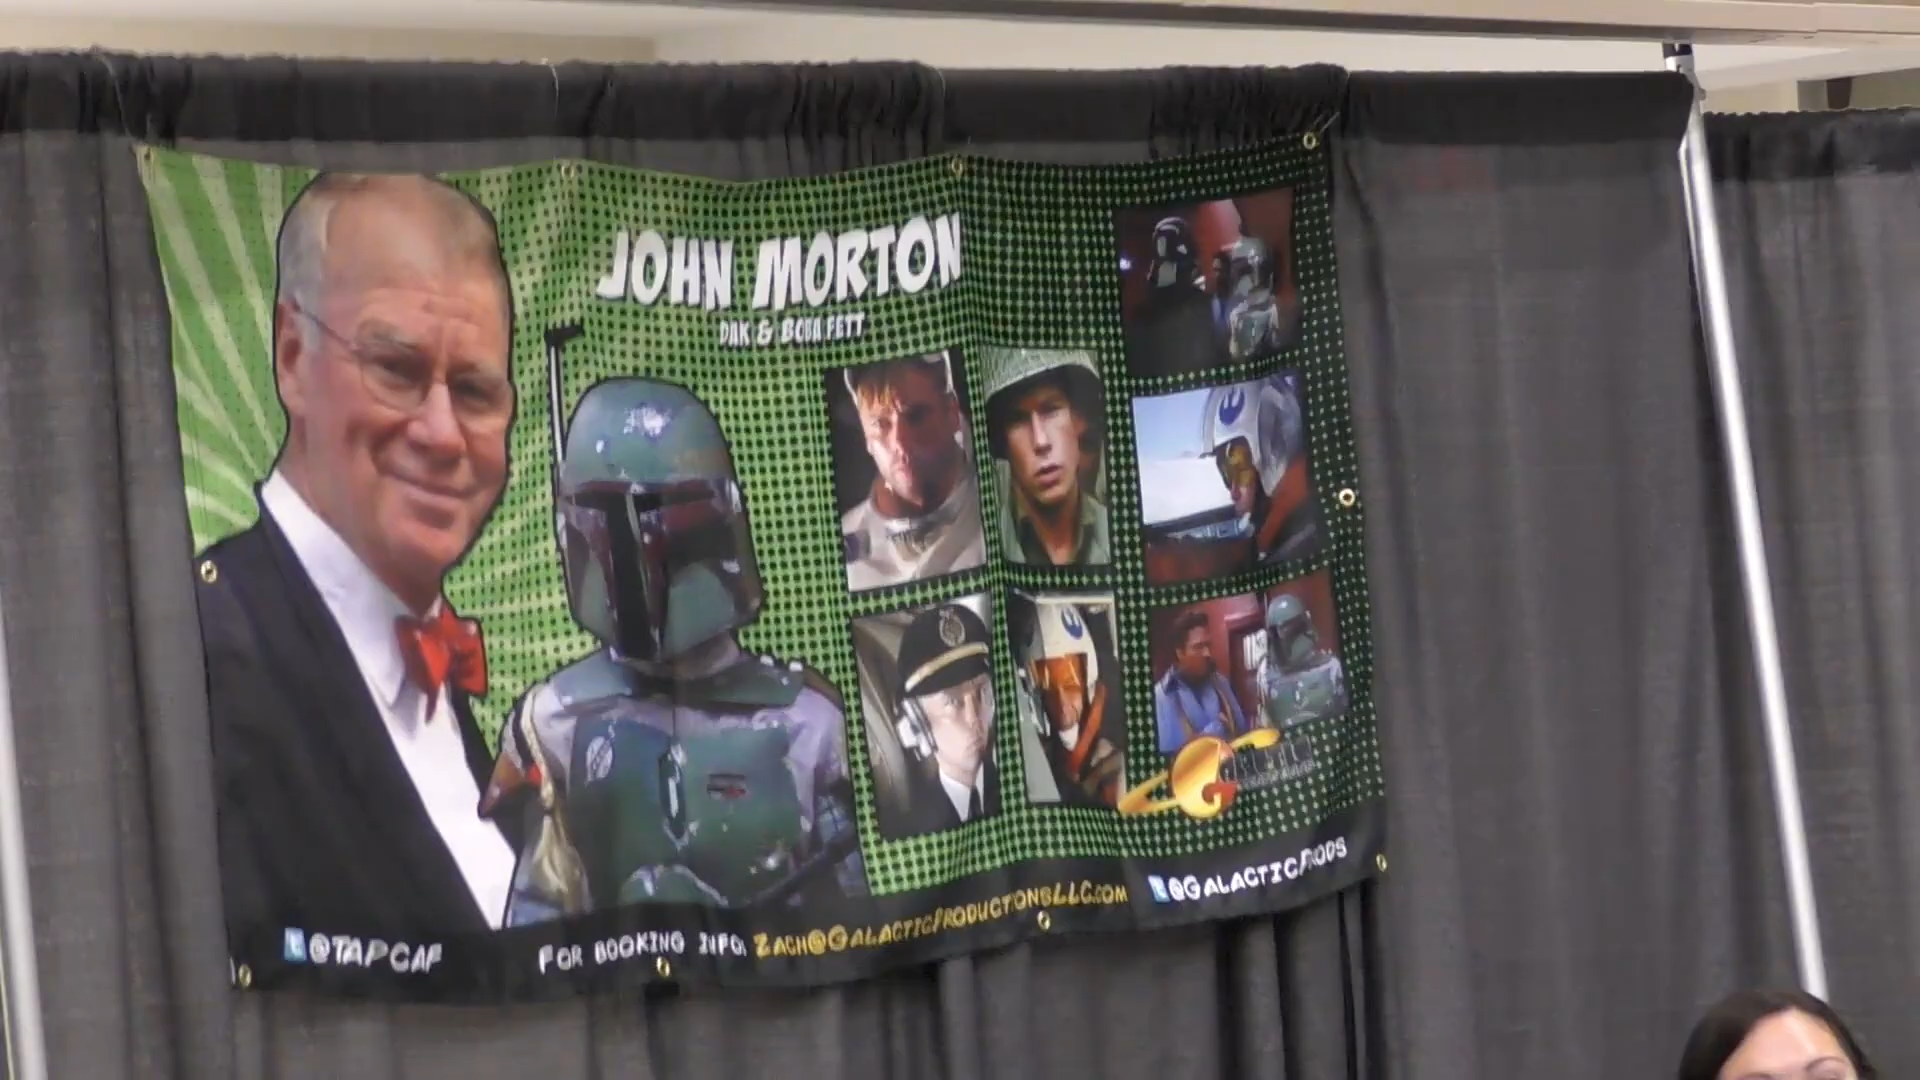 JOHN MORTON
DAK & BOBA FETT
@TAPCAF
FOR BOOKING INFO, ZACH@GALACTICPRODUCTIONSLLC.COM
@GALACTICPRODS